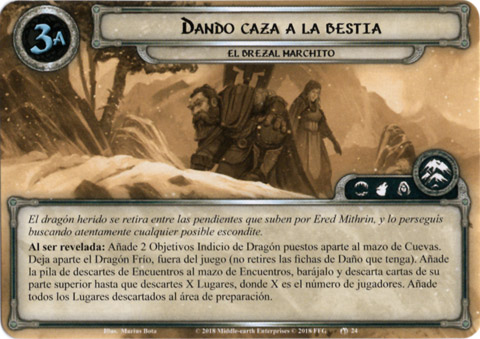 3A
DANDO CAZA A LA BESTIA
EL BREZAL MARCHITO
El dragón herido se retira entre las pendientes que suben por Ered Mithrin, y lo perseguís
buscando atentamente cualquier posible escondite.
Al ser revelada: Añade 2 Objetivos Indicio de Dragón puestos aparte al mazo de Cuevas.
Deja aparte el Dragón Frío, fuera del juego (no retires las fichas de Daño que tenga). Añade
la pila de descartes de Encuentros al mazo de Encuentros, barájalo y descarta cartas de su
parte superior hasta que descartes X Lugares, donde X es el número de jugadores. Añade
todos los Lugares descartados al área de preparación.
Illus. Marius Bota
© 2018 Middle-earth Enterprises © 2018 FFG
24